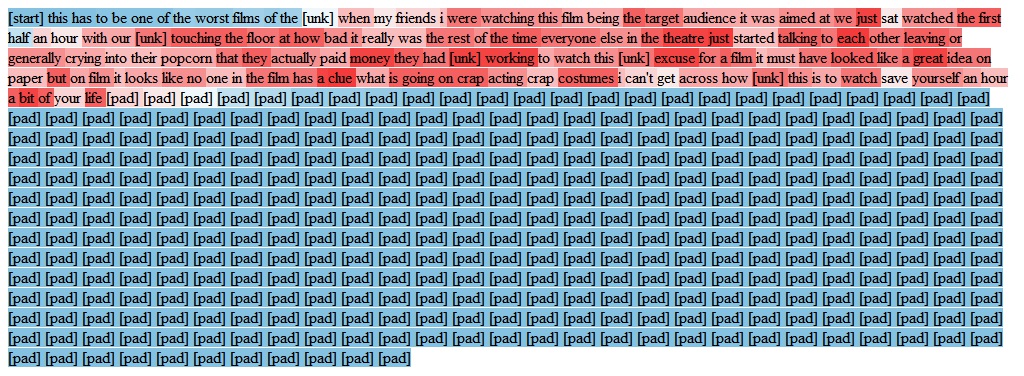 [start] this has to be one of the worst films of the [unk] when my friends i were watching this film being the target audience it was aimed at we just sat watched the first
half an hour with our [unk] touching the floor at how bad it really was the rest of the time everyone else in the theatre just started talking to each other leaving or
generally crying into their popcorn that they actually paid money they had [unk] working to watch this [unk] excuse for a film it must have looked like a great idea on
paper but on film it looks like no one in the film has a clue what is going on crap acting crap costumes i can't get across how [unk] this is to watch save yourself an hour
a bit of your life [pad] [pad] [pad] [pad] [pad] [pad] [pad] [pad] [pad] [pad] [pad] [pad] [pad] [pad] [pad] [pad] [pad] [pad] [pad] [pad] [pad] [pad] [pad] [pad]
[pad] [pad] [pad] [pad] [pad] [pad] [pad] [pad] [pad] [pad] [pad] [pad] [pad] [pad] [pad] [pad] [pad] [pad] [pad] [pad] [pad] [pad] [pad] [pad] [pad] [pad] [pad]
[pad] [pad] [pad] [pad] [pad] [pad] [pad] [pad] [pad] [pad] [pad] [pad] [pad] [pad] [pad] [pad] [pad] [pad] [pad] [pad] [pad] [pad] [pad] [pad] [pad] [pad] [pad]
[pad] [pad] [pad] [pad] [pad] [pad] [pad] [pad] [pad] [pad] [pad] [pad] [pad] [pad] [pad] [pad] [pad] [pad] [pad] [pad] [pad] [pad] [pad] [pad] [pad] [pad] [pad]
[pad] [pad] [pad] [pad] [pad] [pad] [pad] [pad] [pad] [pad] [pad] [pad] [pad] [pad] [pad] [pad] [pad] [pad] [pad] [pad] [pad] [pad] [pad] [pad] [pad] [pad] [pad]
[pad] [pad] [pad] [pad] [pad] [pad] [pad] [pad] [pad] [pad] [pad] [pad] [pad] [pad] [pad] [pad] [pad] [pad] [pad] [pad] [pad] [pad] [pad] [pad] [pad] [pad] [pad]
[pad] [pad] [pad] [pad] [pad] [pad] [pad] [pad] [pad] [pad] [pad] [pad] [pad] [pad] [pad] [pad] [pad] [pad] [pad] [pad] [pad] [pad] [pad] [pad] [pad] [pad] [pad]
[pad] [pad] [pad] [pad] [pad] [pad] [pad] [pad] [pad] [pad] [pad] [pad] [pad] [pad] [pad] [pad] [pad] [pad] [pad] [pad] [pad] [pad] [pad] [pad] [pad] [pad] [pad]
[pad] [pad] [pad] [pad] [pad] [pad] [pad] [pad] [pad] [pad] [pad] [pad] [pad] [pad] [pad] [pad] [pad] [pad] [pad] [pad] [pad] [pad] [pad] [pad] [pad] [pad] [pad]
[pad] [pad] [pad] [pad] [pad] [pad] [pad] [pad] [pad] [pad] [pad] [pad] [pad] [pad] [pad] [pad] [pad] [pad] [pad] [pad] [pad] [pad] [pad] [pad] [pad] [pad] [pad]
[pad] [pad] [pad] [pad] [pad] [pad] [pad] [pad] [pad] [pad] [pad] [pad] [pad] [pad] [pad] [pad] [pad] [pad] [pad] [pad] [pad] [pad] [pad] [pad] [pad] [pad] [pad]
[pad] [pad] [pad] [pad] [pad] [pad] [pad] [pad] [pad] [pad] [pad] [pad] [pad] [pad] [pad] [pad] [pad] [pad] [pad] [pad] [pad] [pad] [pad] [pad] [pad] [pad] [pad]
[pad] [pad] [pad] [pad] [pad] [pad] [pad] [pad] [pad] [pad] [pad] [pad] [pad] [pad] [pad] [pad] [pad] [pad] [pad] [pad] [pad] [pad] [pad] [pad] [pad] [pad] [pad]
[pad] [pad] [pad] [pad] [pad] [pad] [pad] [pad] [pad] [pad] [pad]